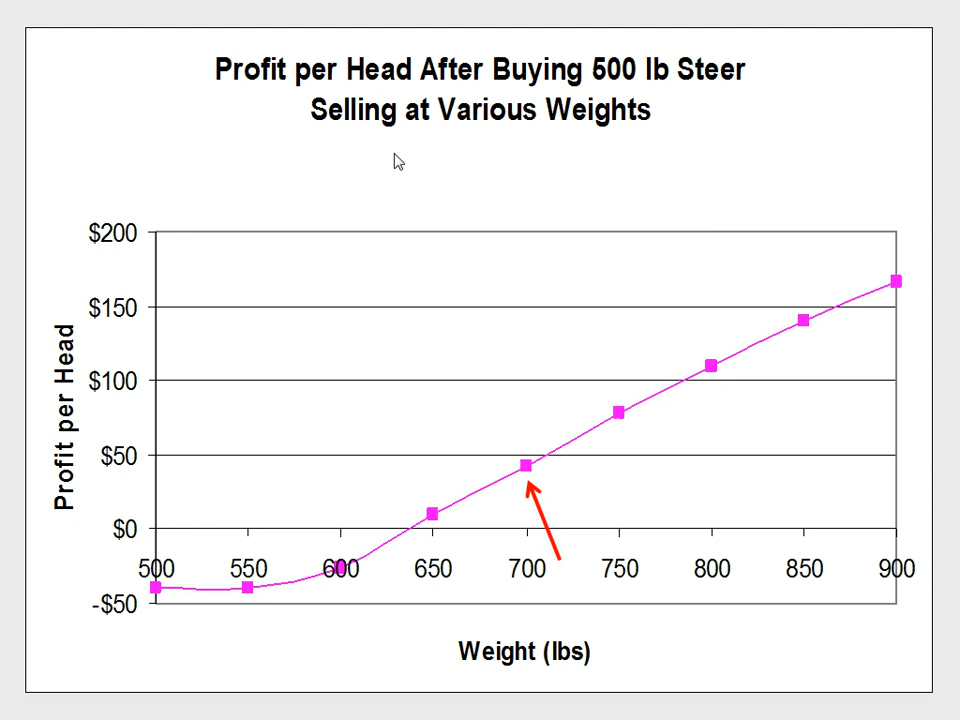 Profit per Head After Buying 500 lb Steer
Selling at Various Weights
Profit per Head
$200
$150
$100
$50
$0
-$50
500 550 600 650 700 750 800 850 900
Weight (lbs)